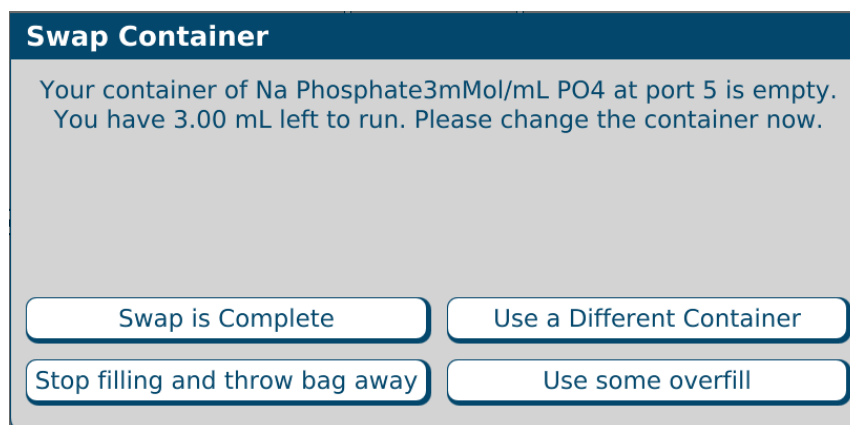 Swap Container
Your container of Na Phosphate3mMol/mL PO4 at port 5 is empty.
You have 3.00 mL left to run. Please change the container now.
Swap is Complete
Use a Different Container
Stop filling and throw bag away
Use some overfill